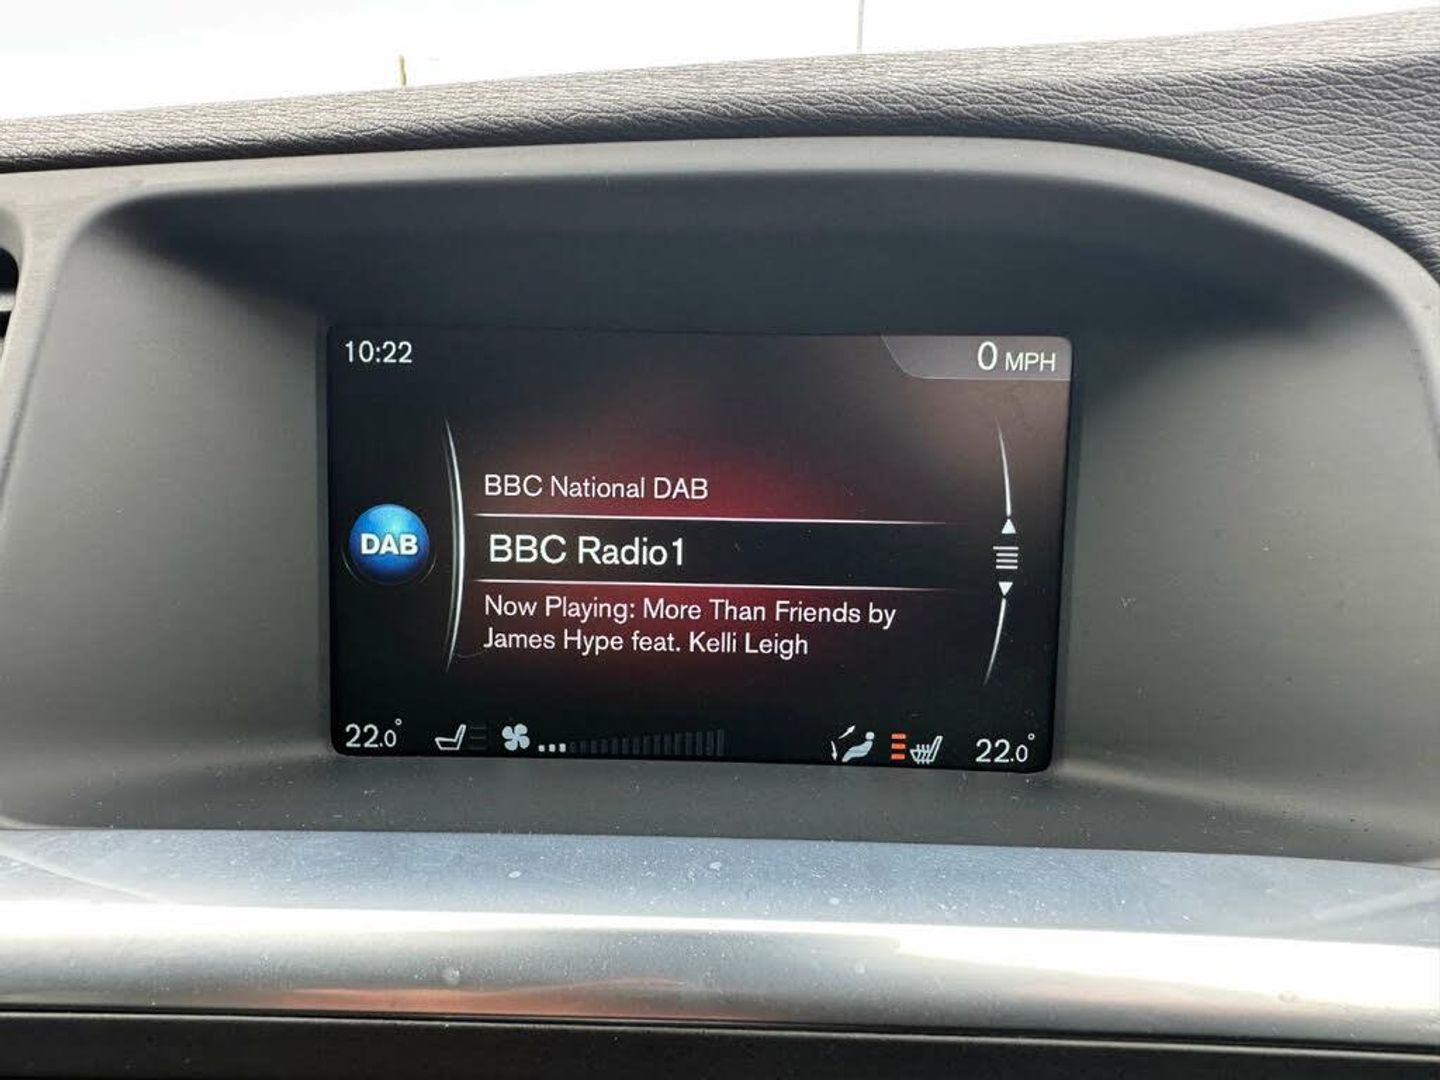 10:22
0 MPH
BBC National DAB
DAB
BBC Radio1
Now Playing: More Than Friends by
James Hype feat. Kelli Leigh
22.0°
22.0°